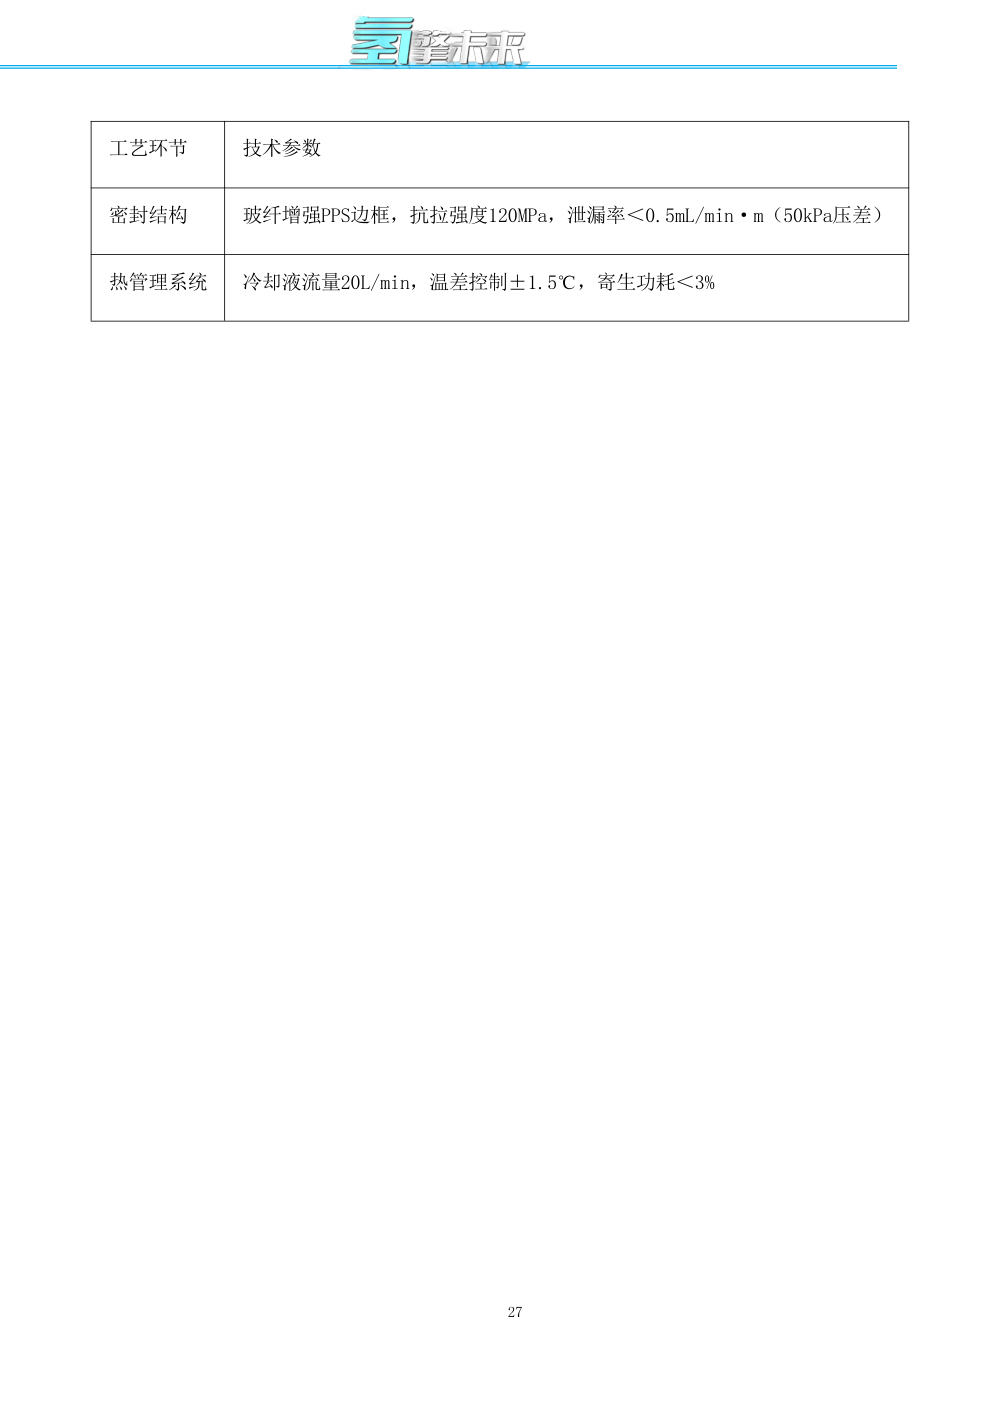 氢擎未来
工艺环节 技术参数
密封结构 玻纤增强PPS边框，抗拉强度120MPa，泄漏率＜0.5mL/min·m（50kPa压差）
热管理系统 冷却液流量20L/min，温差控制±1.5℃，寄生功耗＜3%
27